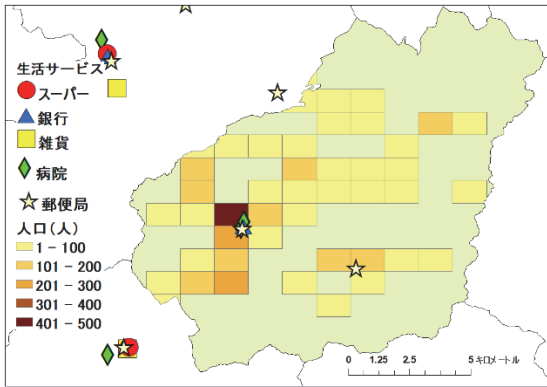 生活サービス
スーパー
銀行
雑貨
病院
郵便局
人口(人)
1 − 100
101 − 200
201 − 300
301 − 400
401 − 500
0 1.25 2.5 5 キロメートル